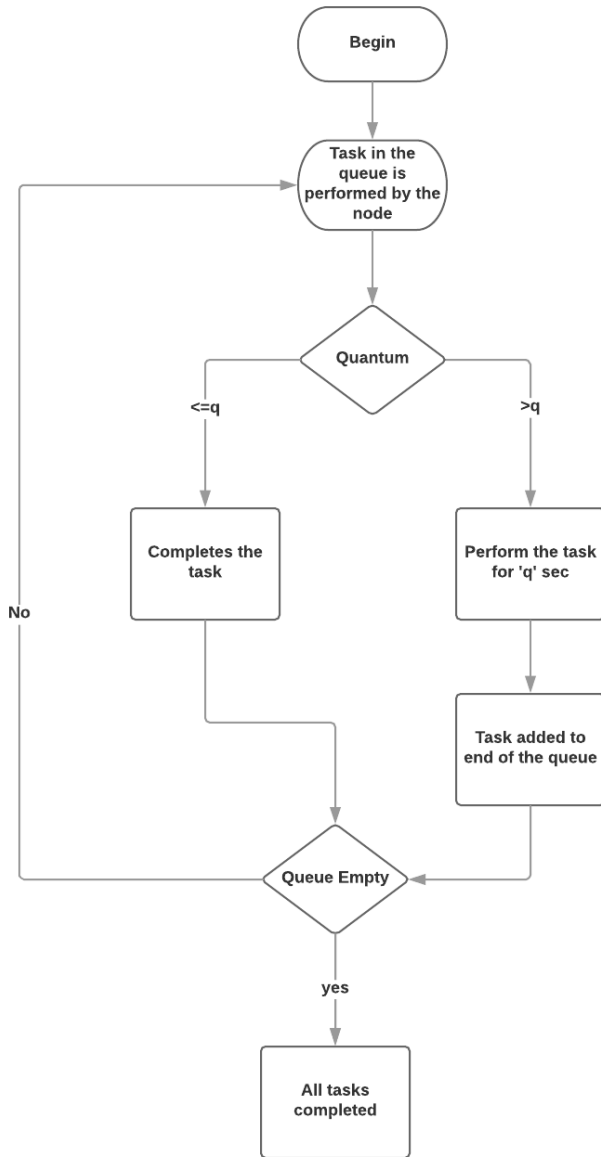 Begin
Task in the
queue is
performed by the
node
Quantum
<=q
>q
Completes the
task
Perform the task
for 'q' sec
No
Task added to
end of the queue
Queue Empty
yes
All tasks
completed